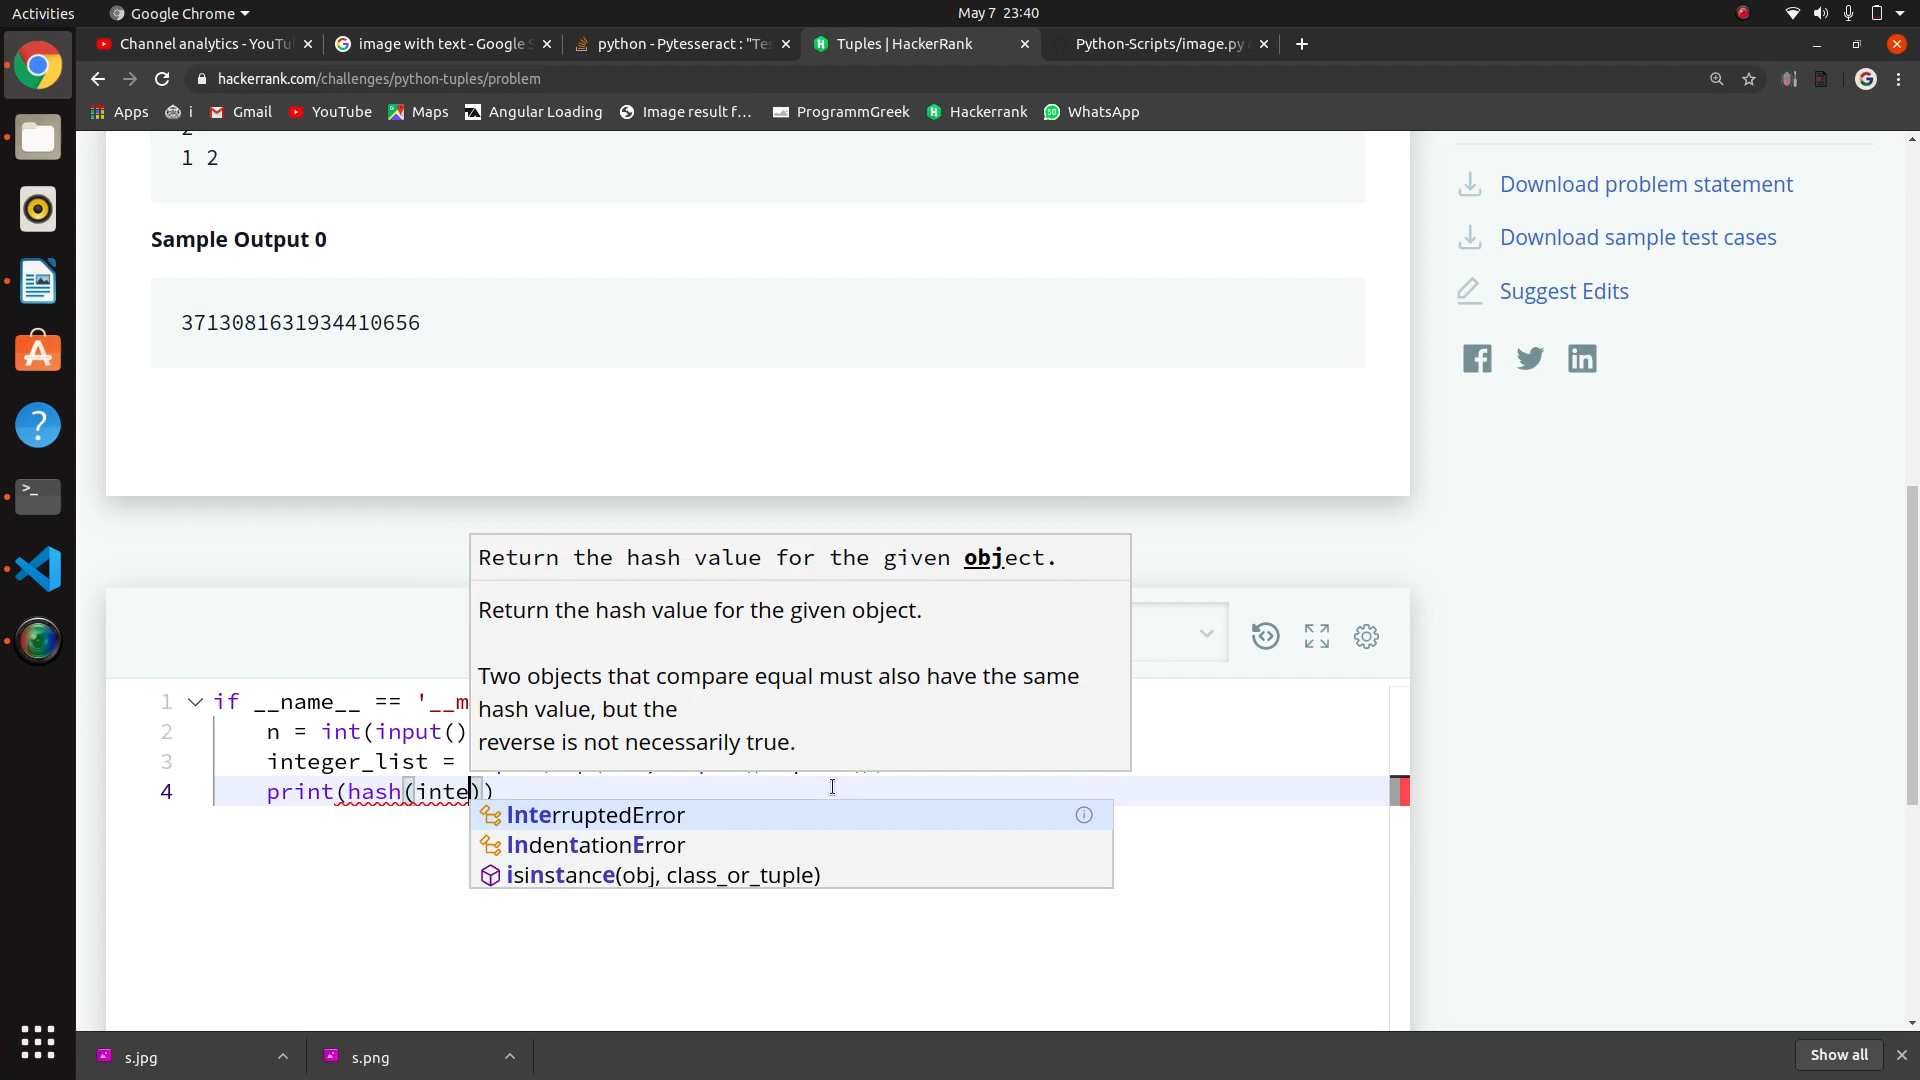 Activities
Google Chrome
May 7 23:40
Channel analytics - YouTu
image with text - Google S
python - Pytesseract : "Tes
Tuples | HackerRank
Python-Scripts/image.py
hackerrank.com/challenges/python-tuples/problem
Apps
i
Gmail
YouTube
Maps
Angular Loading
Image result f...
ProgrammGreek
Hackerrank
WhatsApp
1 2
Sample Output 0
3713081631934410656
Download problem statement
Download sample test cases
Suggest Edits
Return the hash value for the given object.
Return the hash value for the given object.
Two objects that compare equal must also have the same
hash value, but the
reverse is not necessarily true.
1 if __name__ == '__m
2 n = int(input()
3 integer_list =
4 print(hash(inte))
InterruptedError
IndentationError
isinstance(obj, class_or_tuple)
s.jpg
s.png
Show all